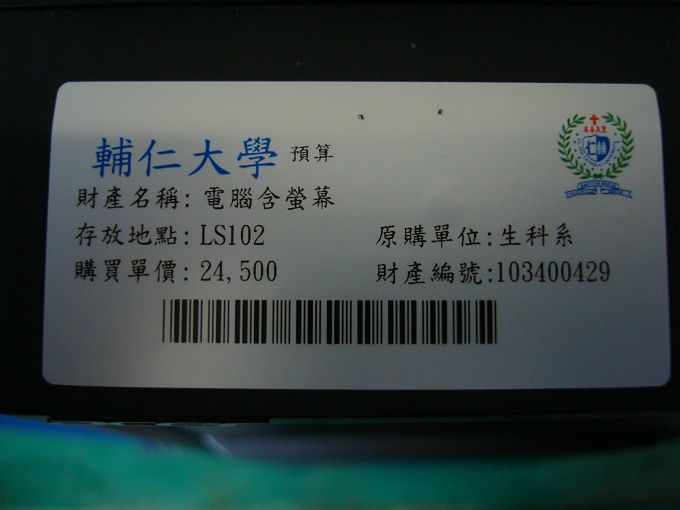 輔仁大學 預算
財產名稱: 電腦含螢幕
存放地點: LS102 原購單位: 生科系
購買單價: 24,500 財產編號:103400429